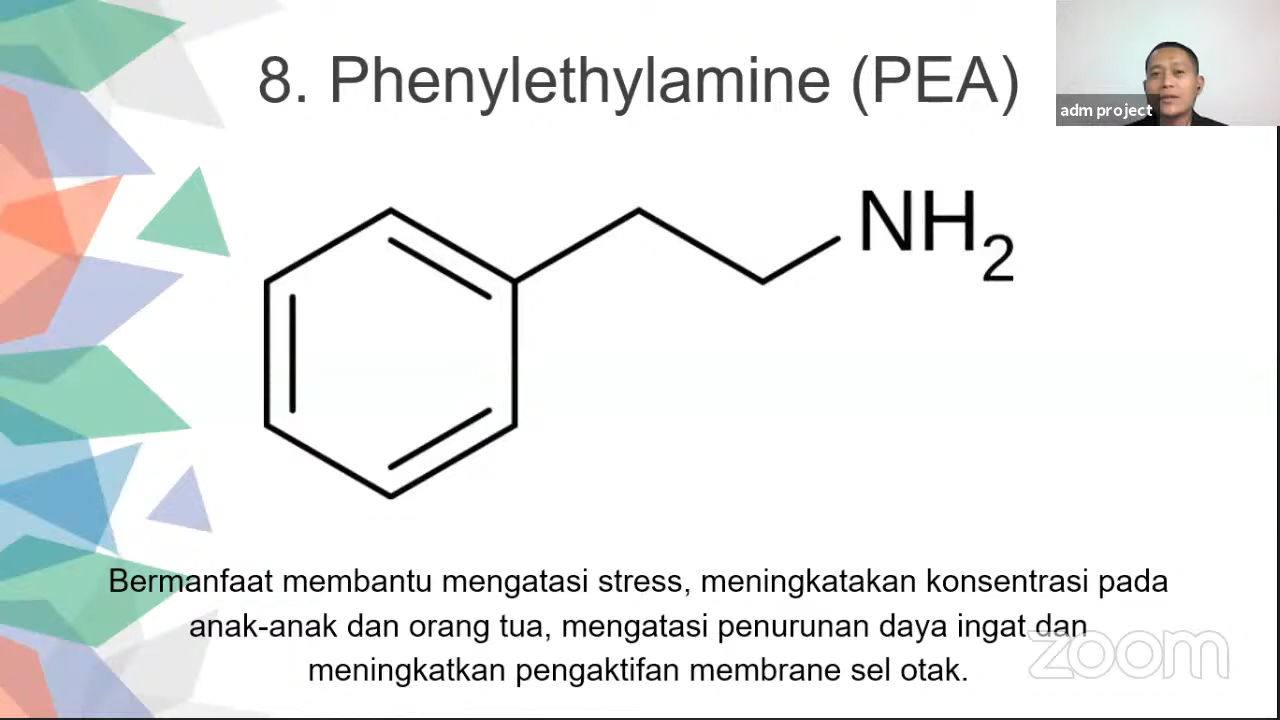 8. Phenylethylamine (PEA)
adm project
NH2
Bermanfaat membantu mengatasi stress, meningkatakan konsentrasi pada
anak-anak dan orang tua, mengatasi penurunan daya ingat dan
meningkatkan pengaktifan membrane sel otak.
zoom